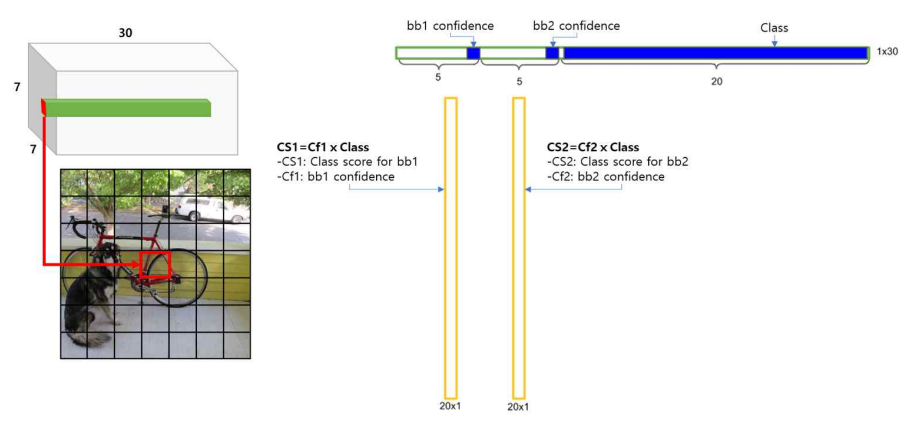 30
7
7
bb1 confidence
bb2 confidence
Class
1x30
5
5
20
CS1=Cf1 x Class
-CS1: Class score for bb1
-Cf1: bb1 confidence
CS2=Cf2 x Class
-CS2: Class score for bb2
-Cf2: bb2 confidence
20x1
20x1